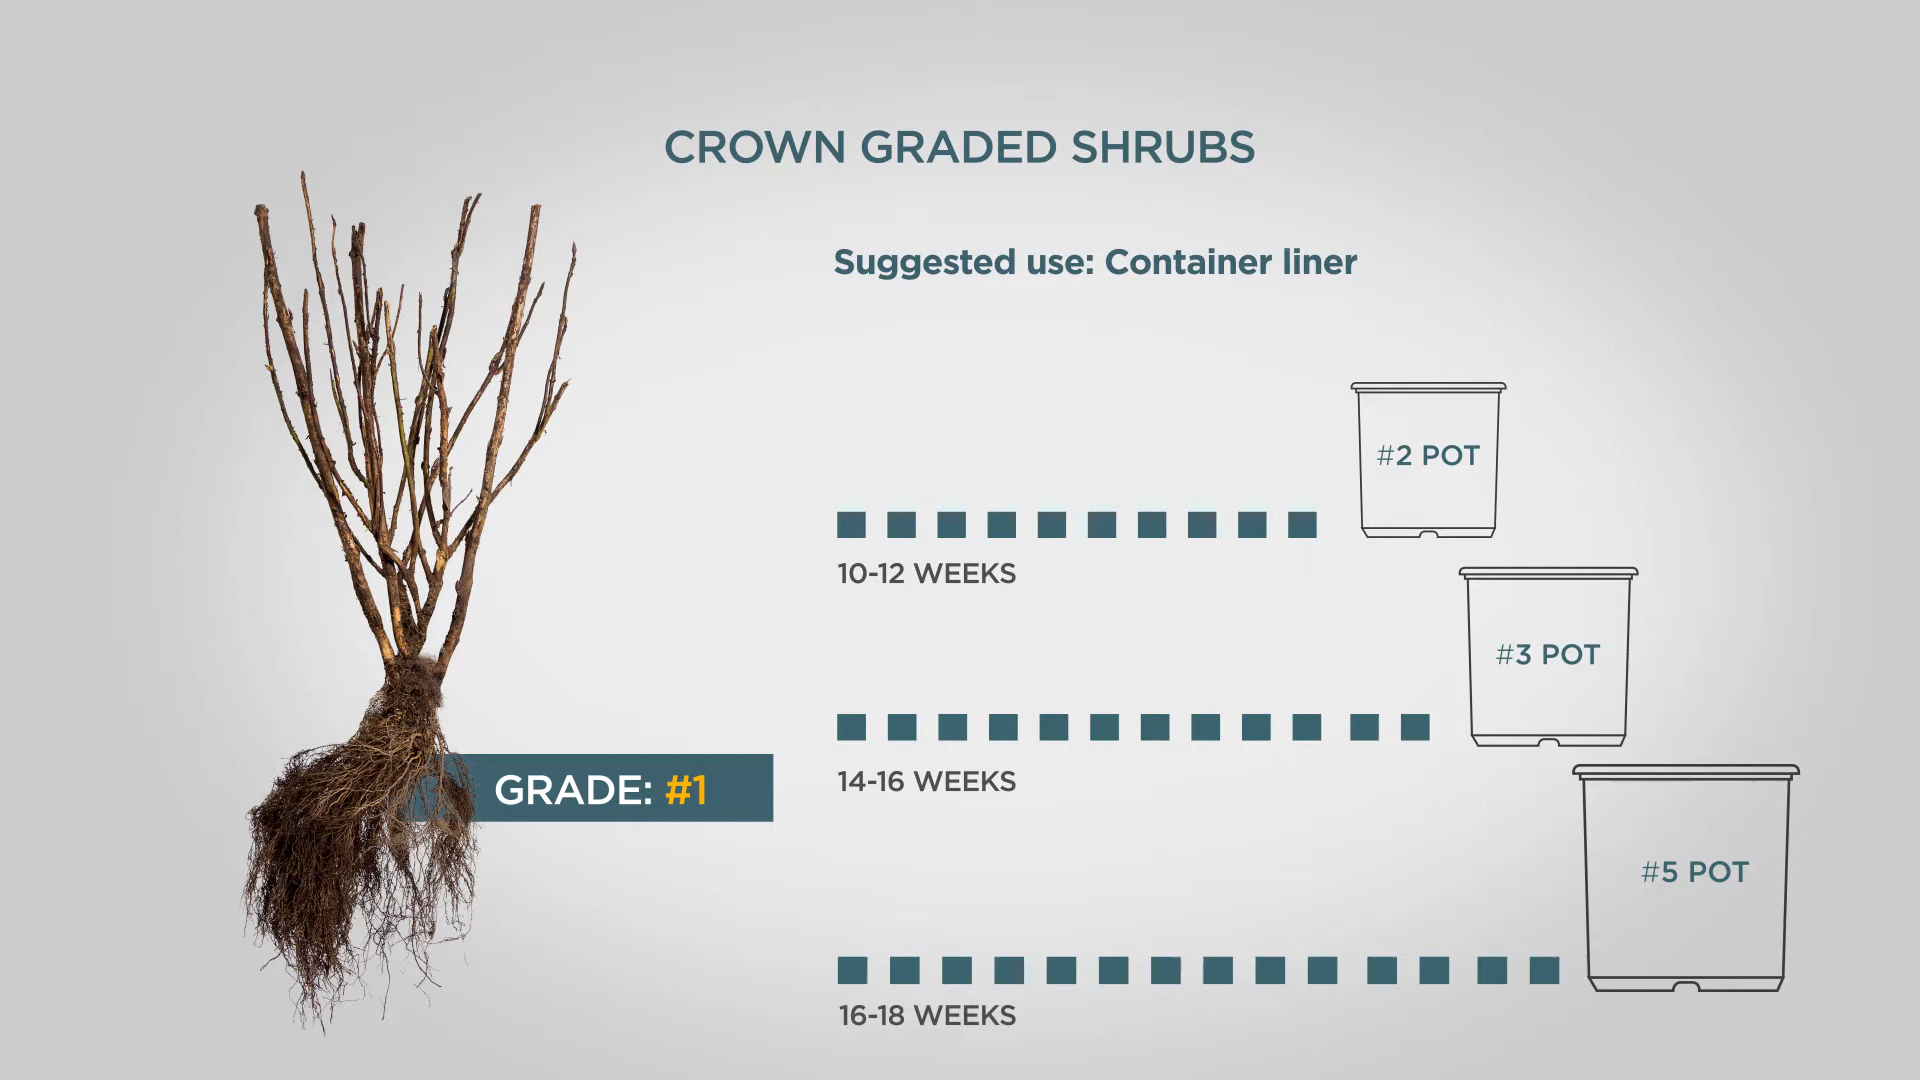 CROWN GRADED SHRUBS
Suggested use: Container liner
#2 POT
10-12 WEEKS
#3 POT
14-16 WEEKS
GRADE: #1
#5 POT
16-18 WEEKS